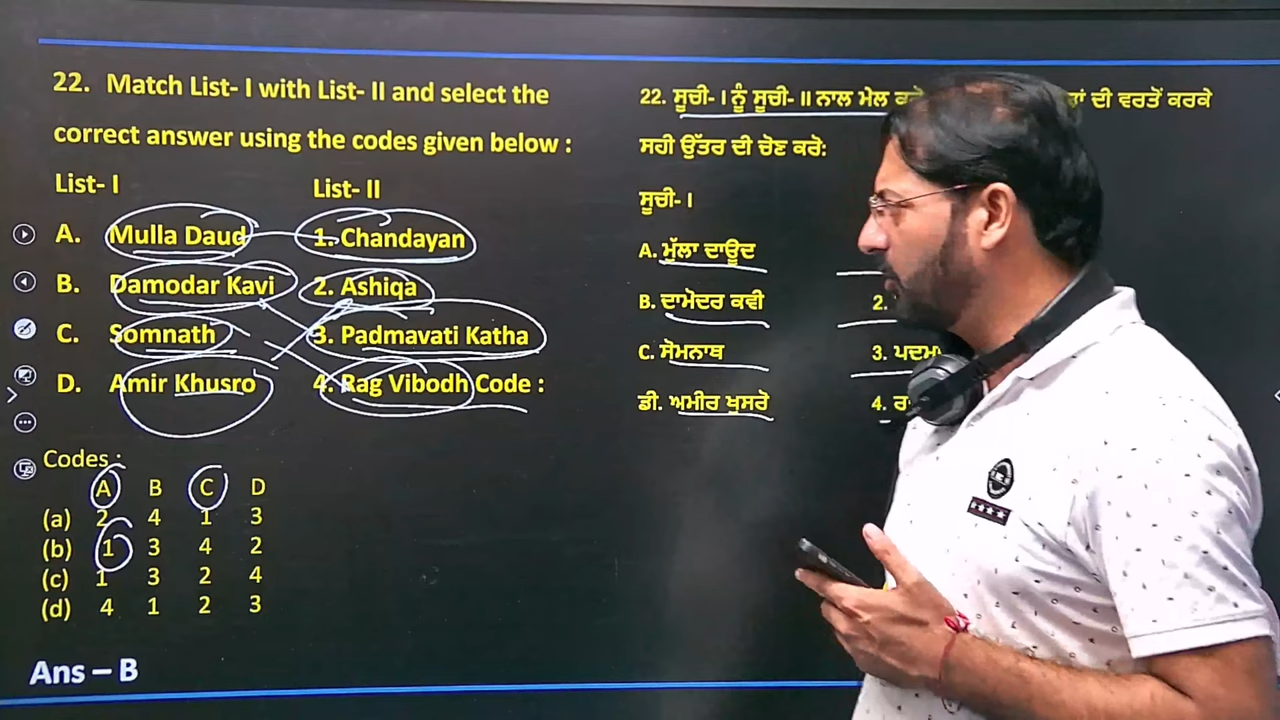 22. Match List- I with List- II and select the
correct answer using the codes given below :
List- I List- II
A. Mulla Daud 1. Chandayan
B. Damodar Kavi 2. Ashiqa
C. Somnath 3. Padmavati Katha
D. Amir Khusro 4. Rag Vibodh Code :
Codes :
A B C D
(a) 2 4 1 3
(b) 1 3 4 2
(c) 1 3 2 4
(d) 4 1 2 3
Ans – B
22. ਸੂਚੀ- I ਨੂੰ ਸੂਚੀ- II ਨਾਲ ਮੇਲ ਦੀ ਵਰਤੋਂ ਕਰਕੇ
ਸਹੀ ਉੱਤਰ ਦੀ ਚੋਣ ਕਰੋ:
ਸੂਚੀ- I
A. ਮੁੱਲਾ ਦਾਊਦ
B. ਦਾਮੋਦਰ ਕਵੀ 2.
C. ਸੋਮਨਾਥ 3.
ਡੀ. ਅਮੀਰ ਖੁਸਰੋ 4.